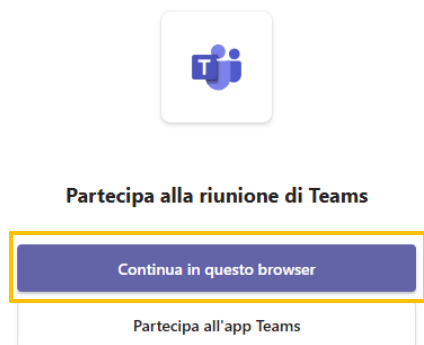 T
Partecipa alla riunione di Teams
Continua in questo browser
Partecipa all'app Teams